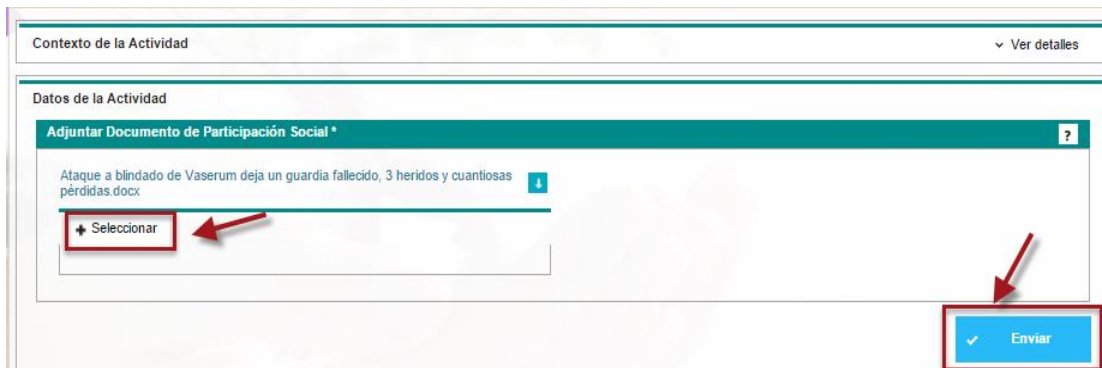 Contexto de la Actividad
Ver detalles
Datos de la Actividad
Adjuntar Documento de Participación Social *
?
Ataque a blindado de Vaserum deja un guardia fallecido, 3 heridos y cuantiosas
pérdidas.docx
Seleccionar
Enviar